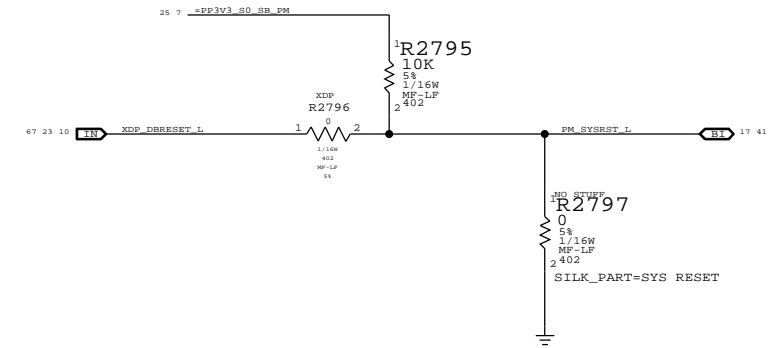 25 7 =PP3V3_S0_SB_PM
1
R2795
10K
5%
1/16W
MF-LF
402
2
XDP
R2796
0
1 2
1/16W
402
MF-LF
5%
67 23 10 IN XDP_DBRESET_L
PM_SYSRST_L BI 17 41
NO STUFF
1
R2797
0
5%
1/16W
MF-LF
402
2
SILK_PART=SYS RESET